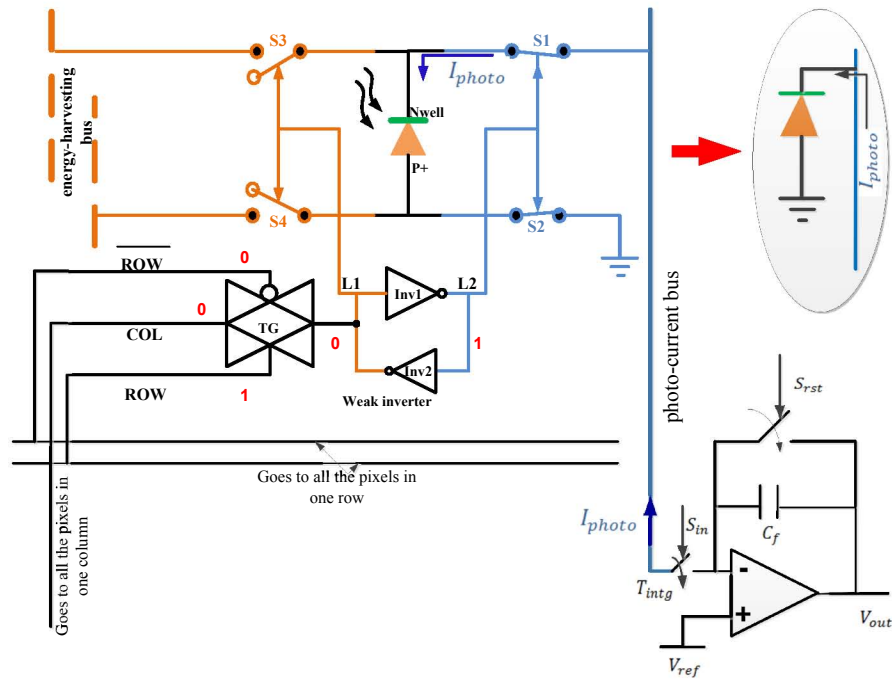 S3
S1
I_photo
S4
S2
Nwell
P+
energy-harvesting
bus
I_photo
ROW
0
0
COL
TG
0
ROW
1
L1
Inv1
L2
Inv2
1
Weak inverter
photo-current bus
Goes to all the pixels in
one row
Goes to all the pixels in
one column
I_photo
S_in
T_intg
S_rst
C_f
-
+
V_ref
V_out